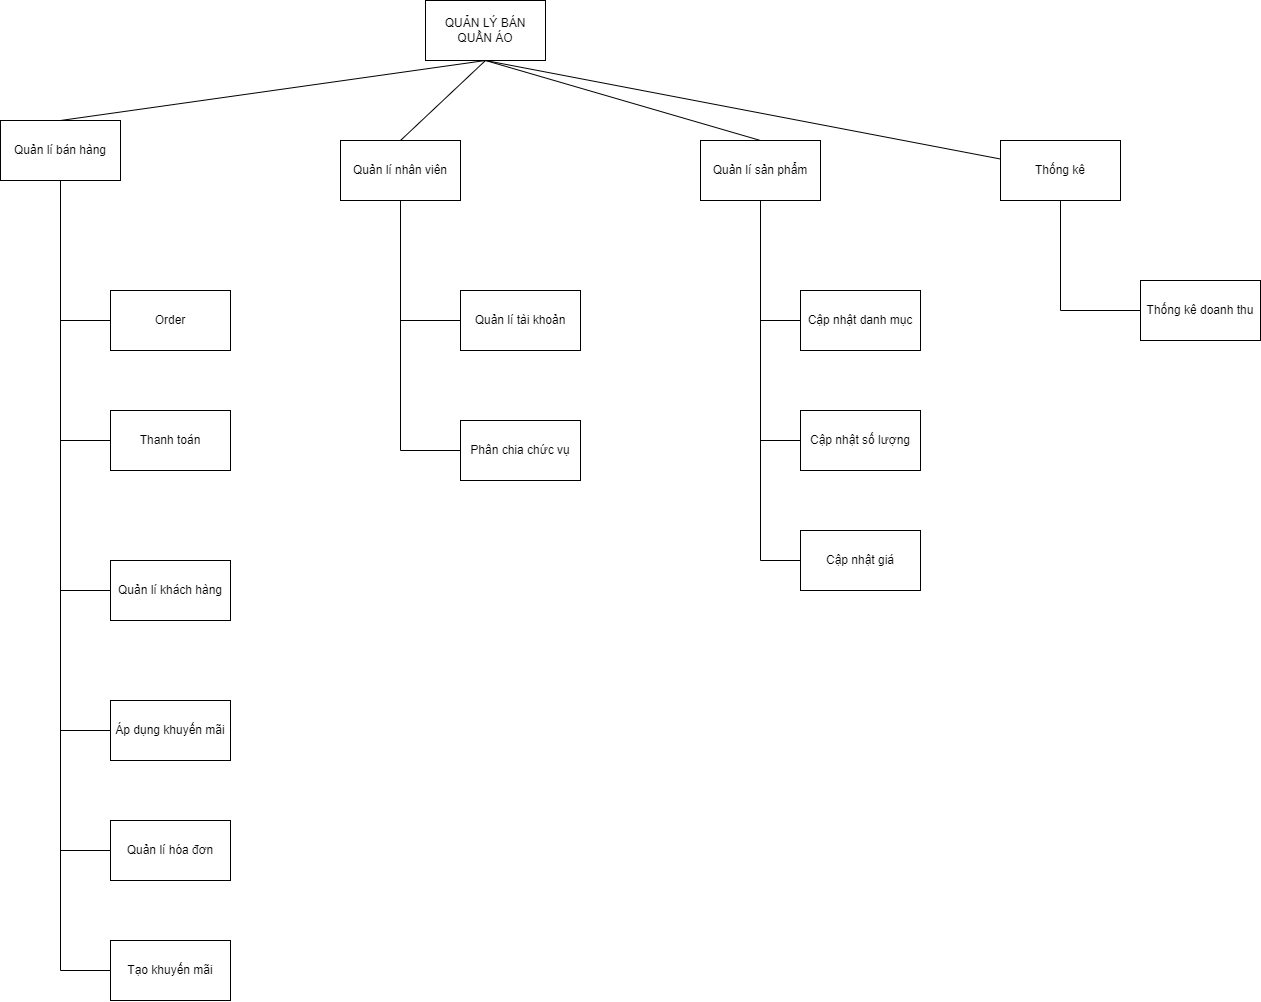 QUẢN LÝ BÁN
QUẦN ÁO
Quản lí bán hàng
Quản lí nhân viên
Quản lí sản phẩm
Thống kê
Order
Thanh toán
Quản lí khách hàng
Áp dụng khuyến mãi
Quản lí hóa đơn
Tạo khuyến mãi
Quản lí tài khoản
Phân chia chức vụ
Cập nhật danh mục
Cập nhật số lượng
Cập nhật giá
Thống kê doanh thu